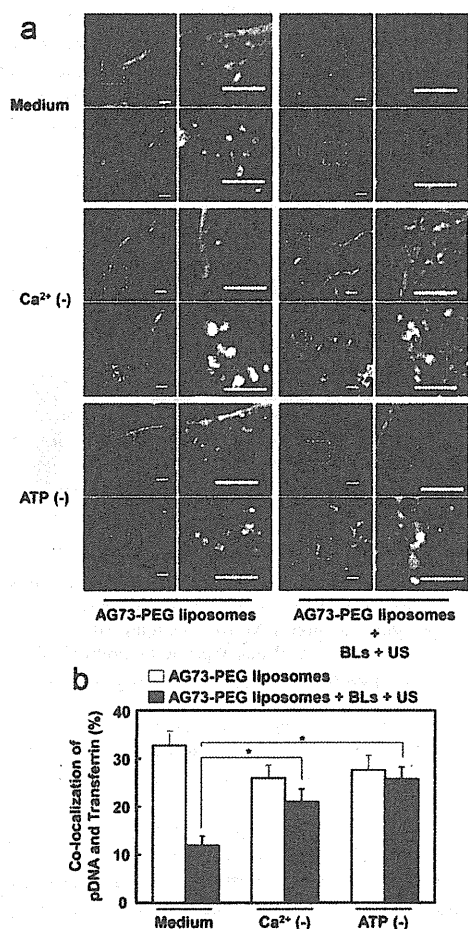 a
Medium
Ca²⁺ (-)
ATP (-)
AG73-PEG liposomes
AG73-PEG liposomes
+
BLs + US
b
AG73-PEG liposomes
AG73-PEG liposomes + BLs + US
Co-localization of
pDNA and Transferrin (%)
40
30
20
10
0
*
*
Medium
Ca²⁺ (-)
ATP (-)